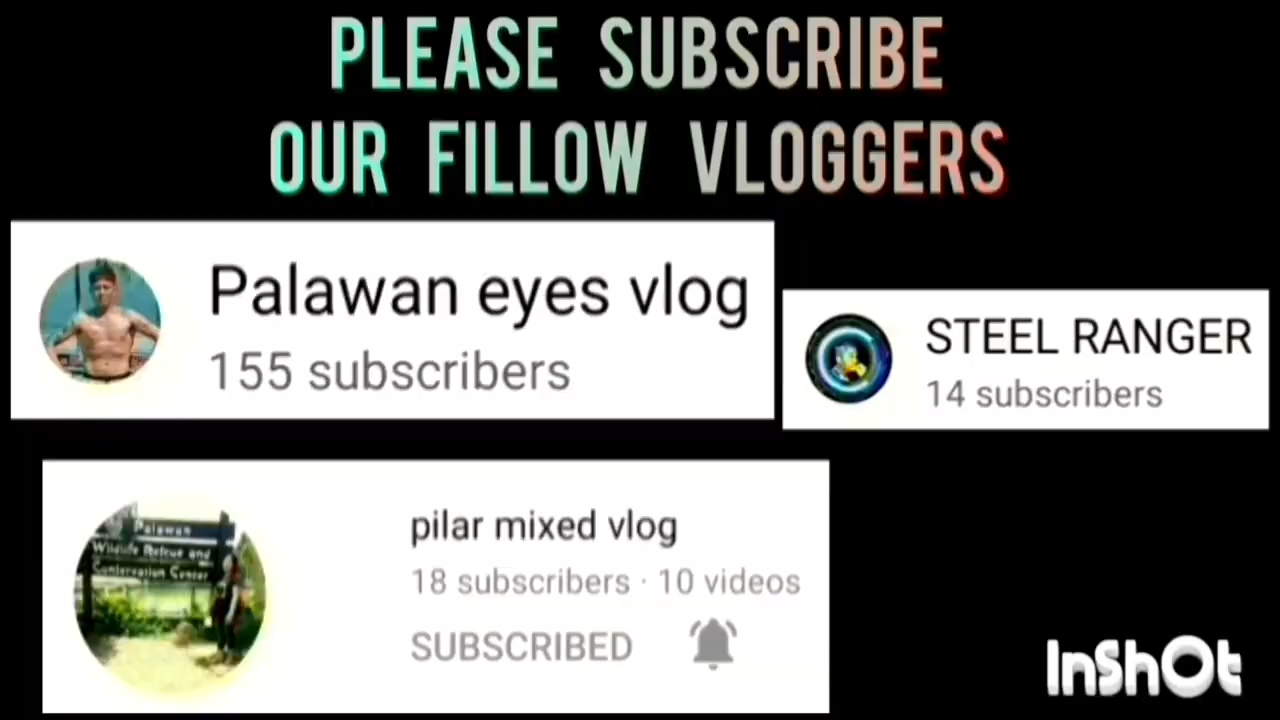 PLEASE SUBSCRIBE
OUR FILLOW VLOGGERS
Palawan eyes vlog
155 subscribers
STEEL RANGER
14 subscribers
Palawan
Wildlife Rescue and
Conservation Center
pilar mixed vlog
18 subscribers · 10 videos
SUBSCRIBED
InShOt